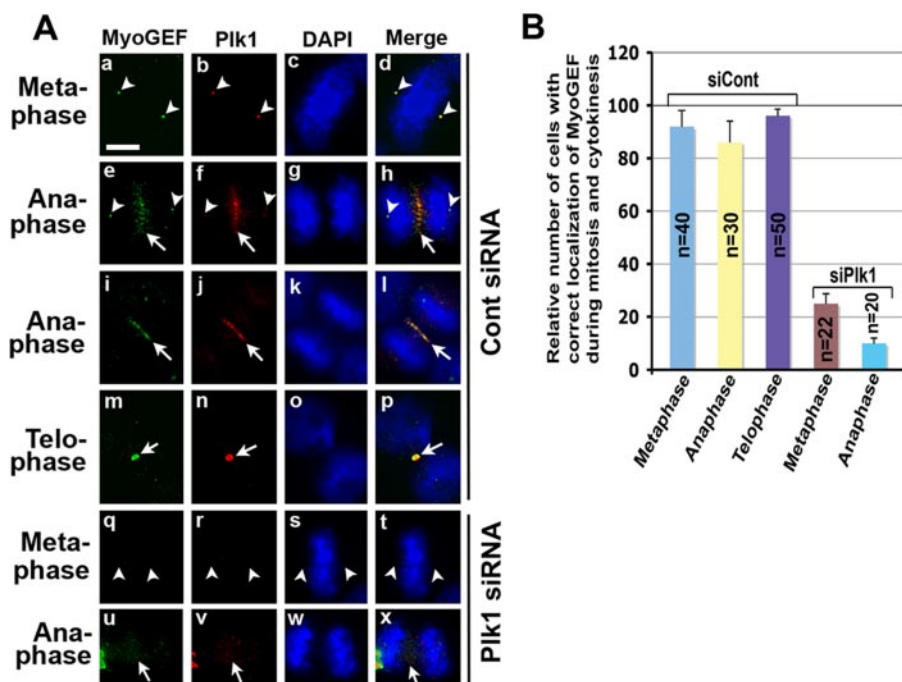 A
MyoGEF Plk1 DAPI Merge
Meta-
phase
a b c d
Ana-
phase
e f g h
Ana-
phase
i j k l
Telo-
phase
m n o p
Cont siRNA
Meta-
phase
q r s t
Ana-
phase
u v w x
Plk1 siRNA
B
Relative number of cells with
correct localization of MyoGEF
during mitosis and cytokinesis
120
100
80
60
40
20
0
siCont
n=40
n=30
n=50
siPlk1
n=22
n=20
Metaphase
Anaphase
Telophase
Metaphase
Anaphase